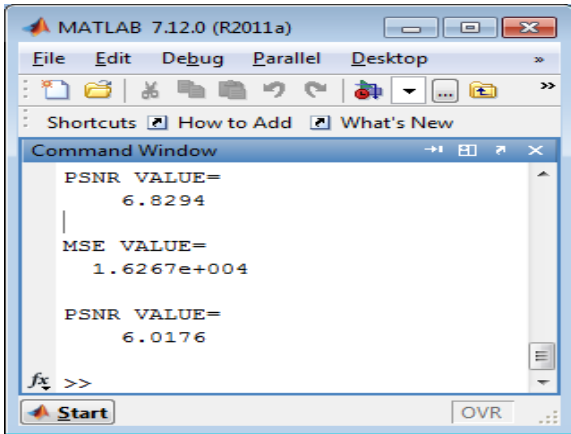 MATLAB 7.12.0 (R2011a)
File Edit Debug Parallel Desktop »
... »
Shortcuts How to Add What's New
Command Window
PSNR VALUE=
6.8294
MSE VALUE=
1.6267e+004
PSNR VALUE=
6.0176
fx >>
Start OVR